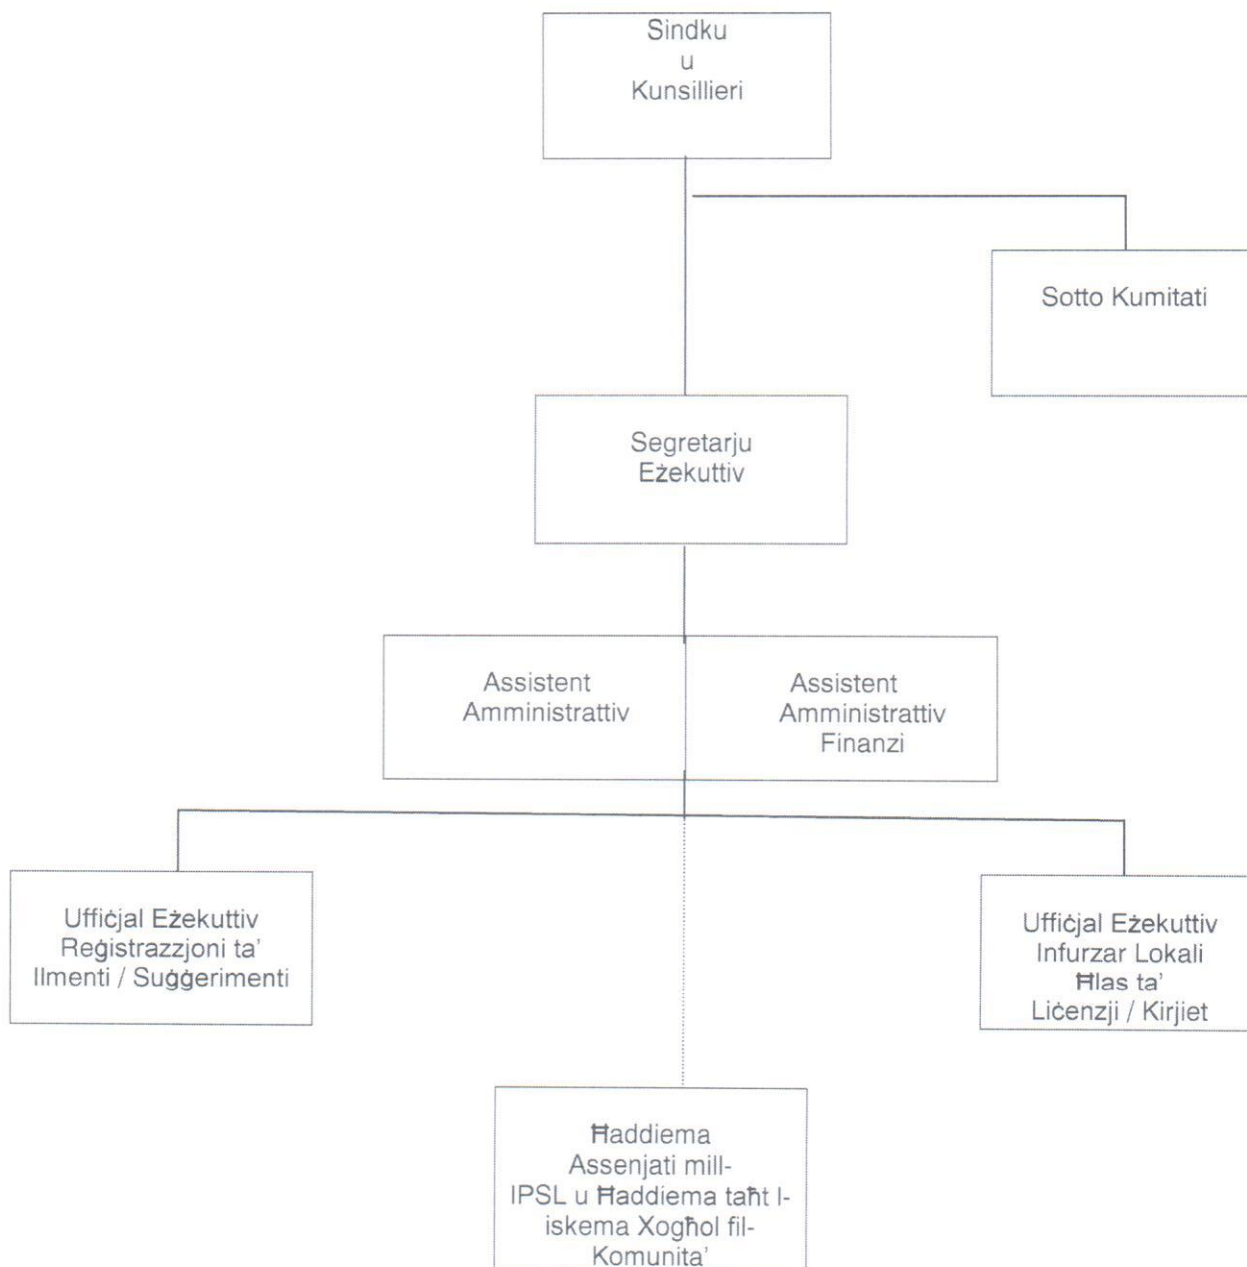 Sindku
u
Kunsillieri
Sotto Kumitati
Segretarju
Eżekuttiv
Assistent
Amministrattiv
Assistent
Amministrattiv
Finanzi
Uffiċjal Eżekuttiv
Reġistrazzjoni ta'
Ilmenti / Suġġerimenti
Uffiċjal Eżekuttiv
Infurzar Lokali
Ħlas ta'
Liċenzji / Kirjiet
Ħaddiema
Assenjati mill-
IPSL u Ħaddiema taħt l-
iskema Xogħol fil-
Komunita'